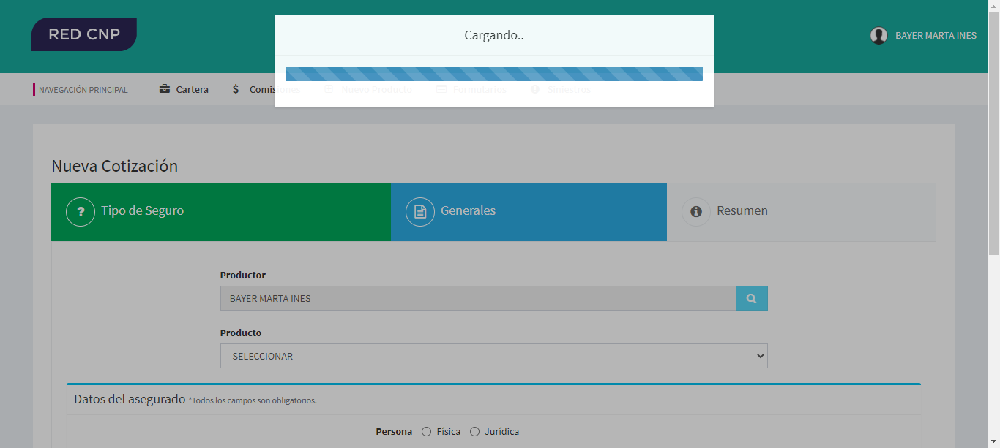 RED CNP
Cargando..
BAYER MARTA INES
NAVEGACIÓN PRINCIPAL
Cartera
Comisiones
Nuevo Producto
Formularios
Siniestros
Nueva Cotización
Tipo de Seguro
Generales
Resumen
Productor
BAYER MARTA INES
Producto
SELECCIONAR
Datos del asegurado *Todos los campos son obligatorios.
Persona Física Jurídica